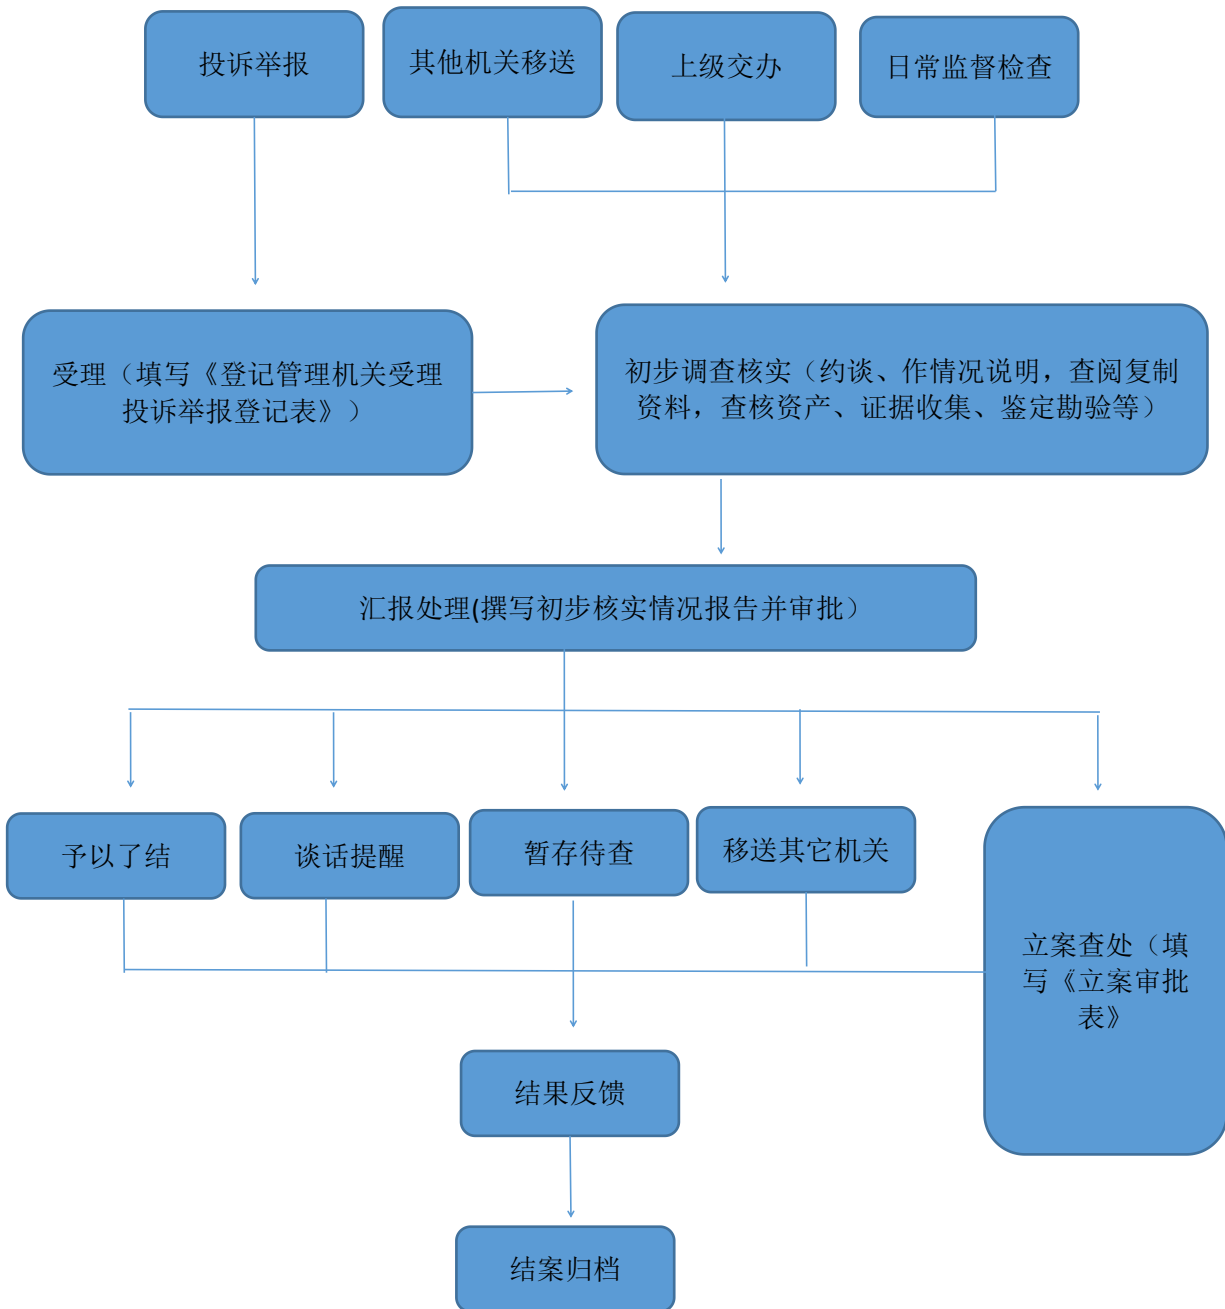 投诉举报
其他机关移送
上级交办
日常监督检查
受理（填写《登记管理机关受理
投诉举报登记表》）
初步调查核实（约谈、作情况说明，查阅复制
资料，查核资产、证据收集、鉴定勘验等）
汇报处理(撰写初步核实情况报告并审批）
予以了结
谈话提醒
暂存待查
移送其它机关
立案查处（填
写《立案审批
表》
结果反馈
结案归档